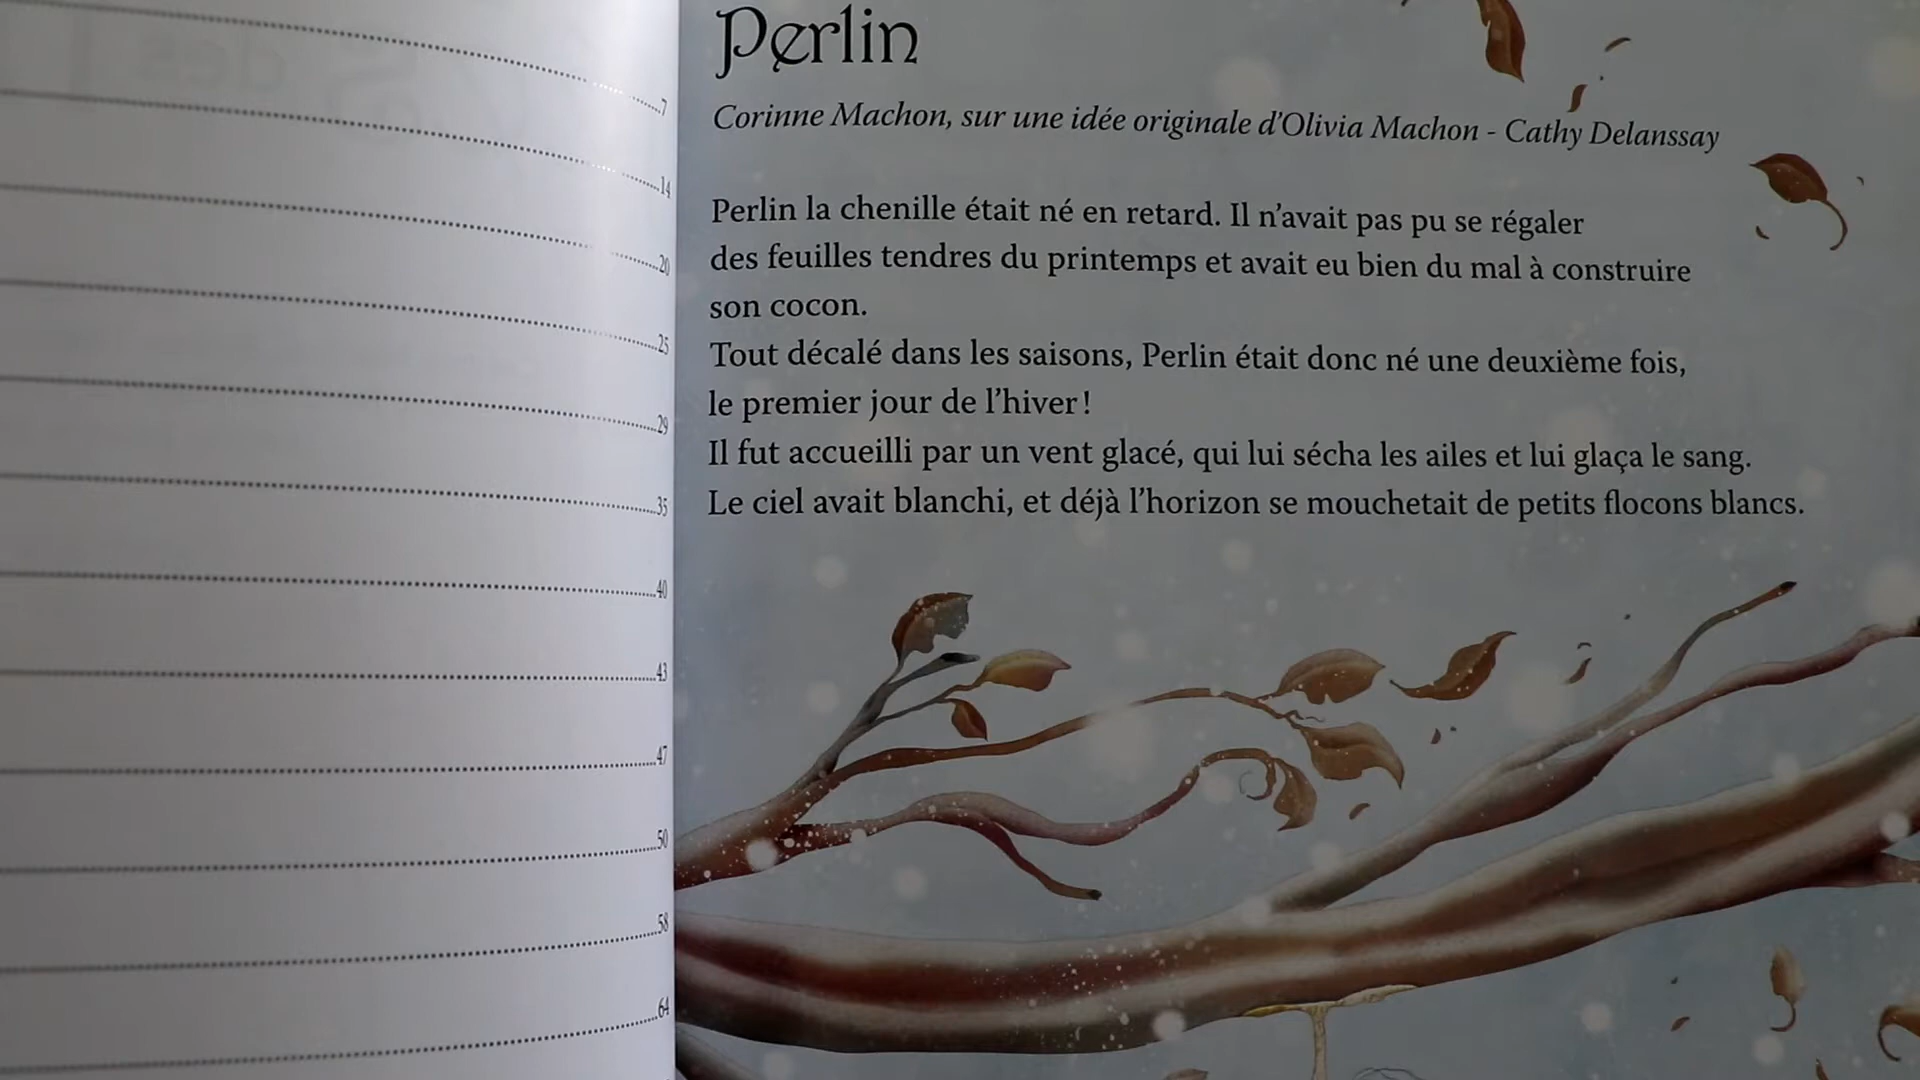 7
14
20
25
29
35
40
43
47
50
58
64
Perlin
Corinne Machon, sur une idée originale d'Olivia Machon - Cathy Delanssay
Perlin la chenille était né en retard. Il n'avait pas pu se régaler
des feuilles tendres du printemps et avait eu bien du mal à construire
son cocon.
Tout décalé dans les saisons, Perlin était donc né une deuxième fois,
le premier jour de l'hiver !
Il fut accueilli par un vent glacé, qui lui sécha les ailes et lui glaça le sang.
Le ciel avait blanchi, et déjà l'horizon se mouchetait de petits flocons blancs.